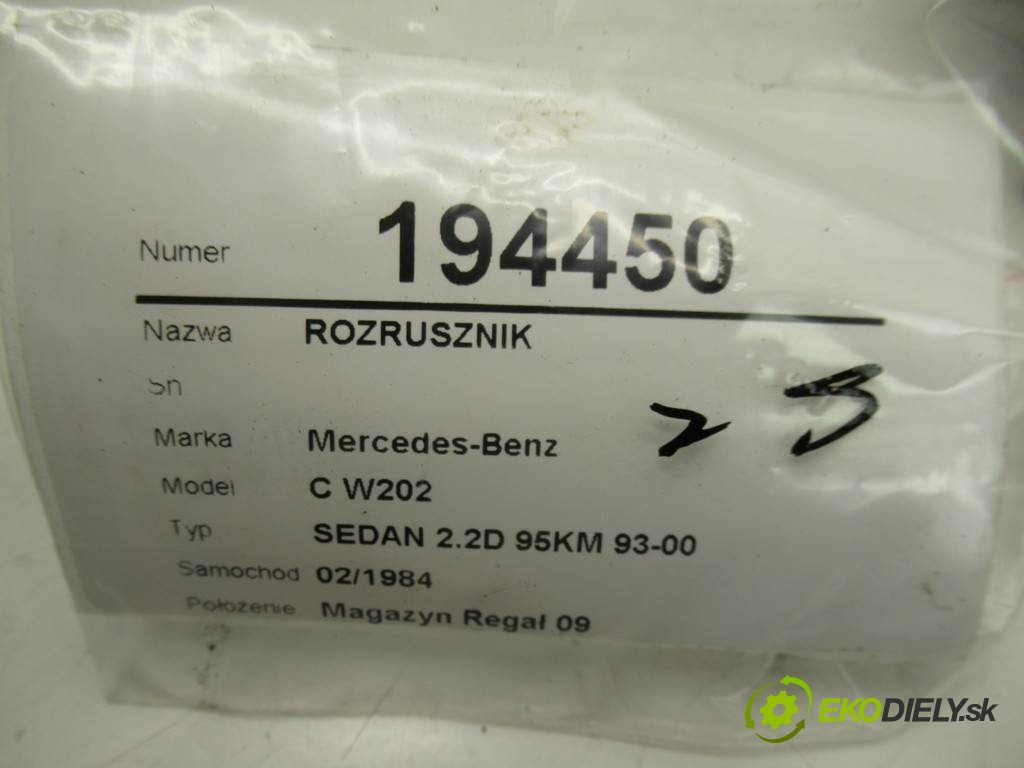 Numer 194450
Nazwa ROZRUSZNIK
Sn
Marka Mercedes-Benz
Model C W202
Typ SEDAN 2.2D 95KM 93-00
Samochod 02/1984
Położenie Magazyn Regał 09
EKODIELY.sk